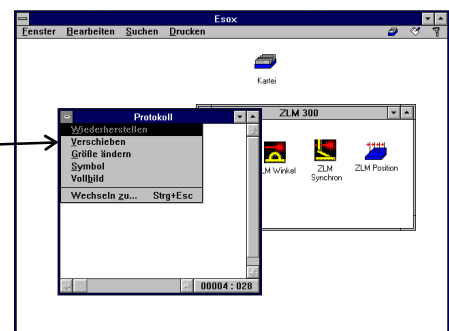 Esox
Fenster Bearbeiten Suchen Drucken
Kartei
Protokoll
ZLM 300
Wiederherstellen
Verschieben
Größe ändern
Symbol
Vollbild
Wechseln zu... Strg+Esc
LM Winkel
ZLM
Synchron
ZLM Position
00004 : 028